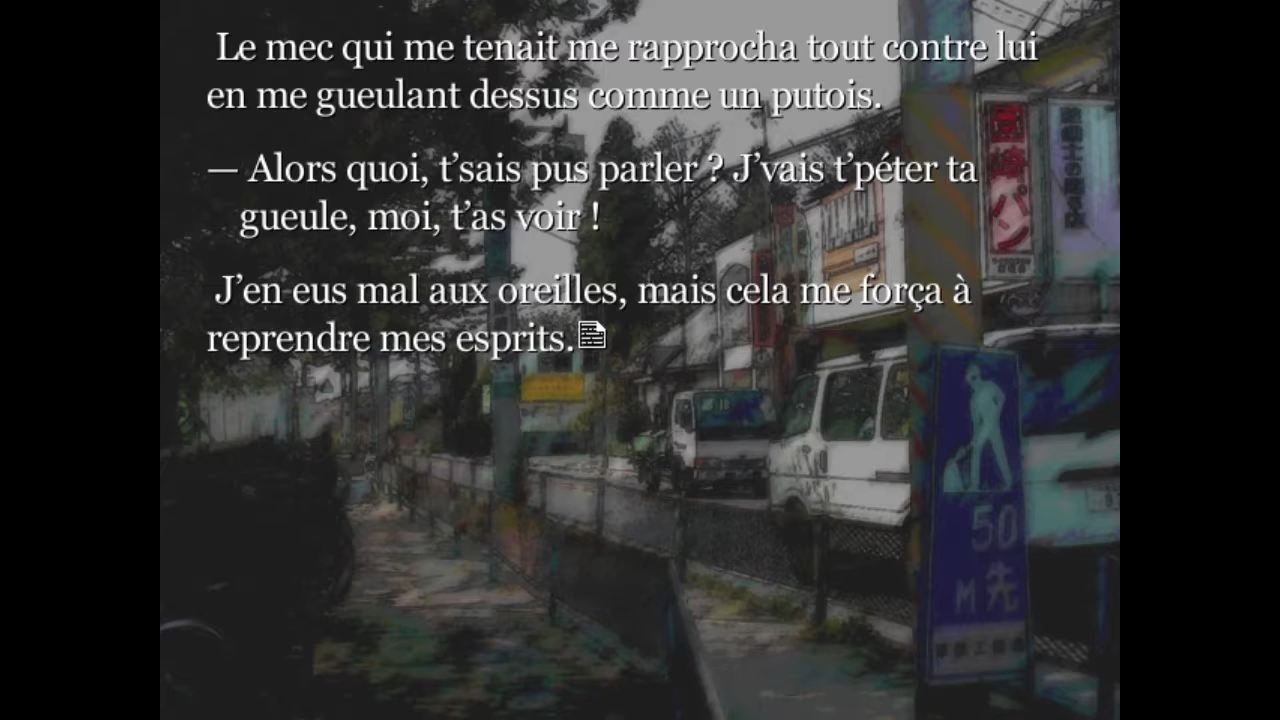 Le mec qui me tenait me rapprocha tout contre lui
en me gueulant dessus comme un putois.
— Alors quoi, t’sais pus parler ? J’vais t’péter ta
gueule, moi, t’as voir !
J’en eus mal aux oreilles, mais cela me força à
reprendre mes esprits.
パン
50
M先